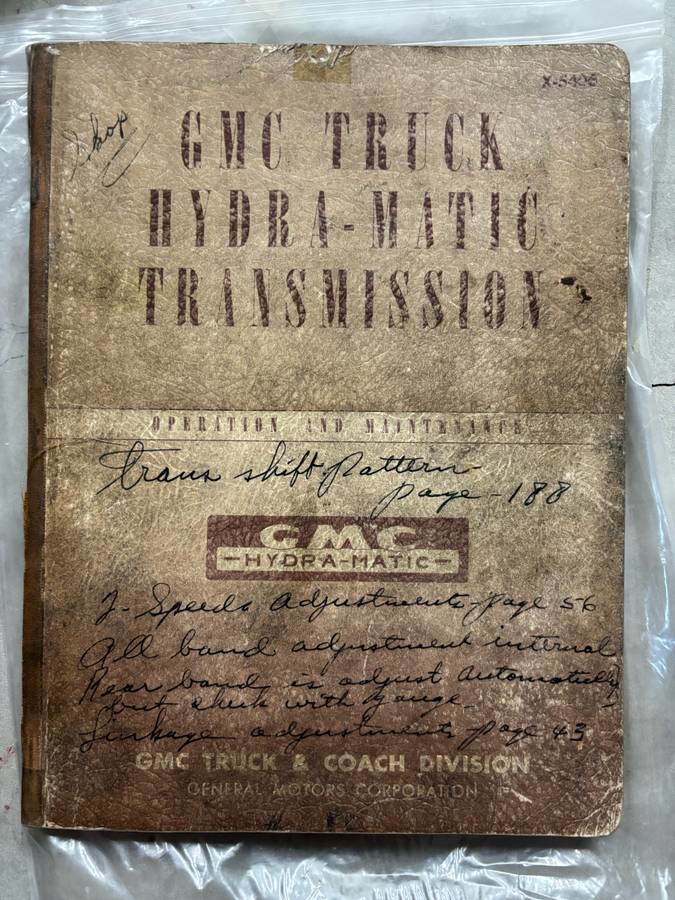 X-5406
Shop
GMC TRUCK
HYDRA-MATIC
TRANSMISSION
OPERATION AND MAINTENANCE
trans shift pattern
page - 188
GMC
HYDRA-MATIC
Speeds adjustments page 56
All band adjustment internal
Rear band is adjust automatically
but check with gauge.
Linkage adjustments page 43
GMC TRUCK & COACH DIVISION
GENERAL MOTORS CORPORATION